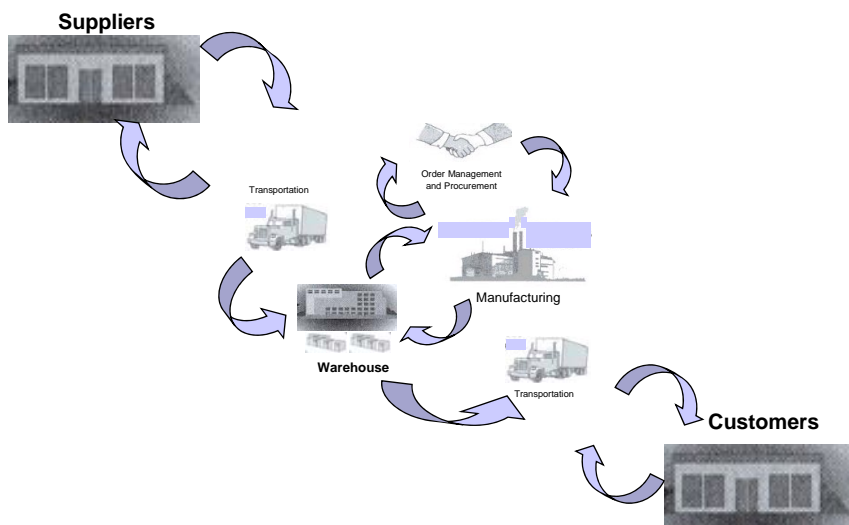 Suppliers
Order Management
and Procurement
Transportation
Manufacturing
Warehouse
Transportation
Customers